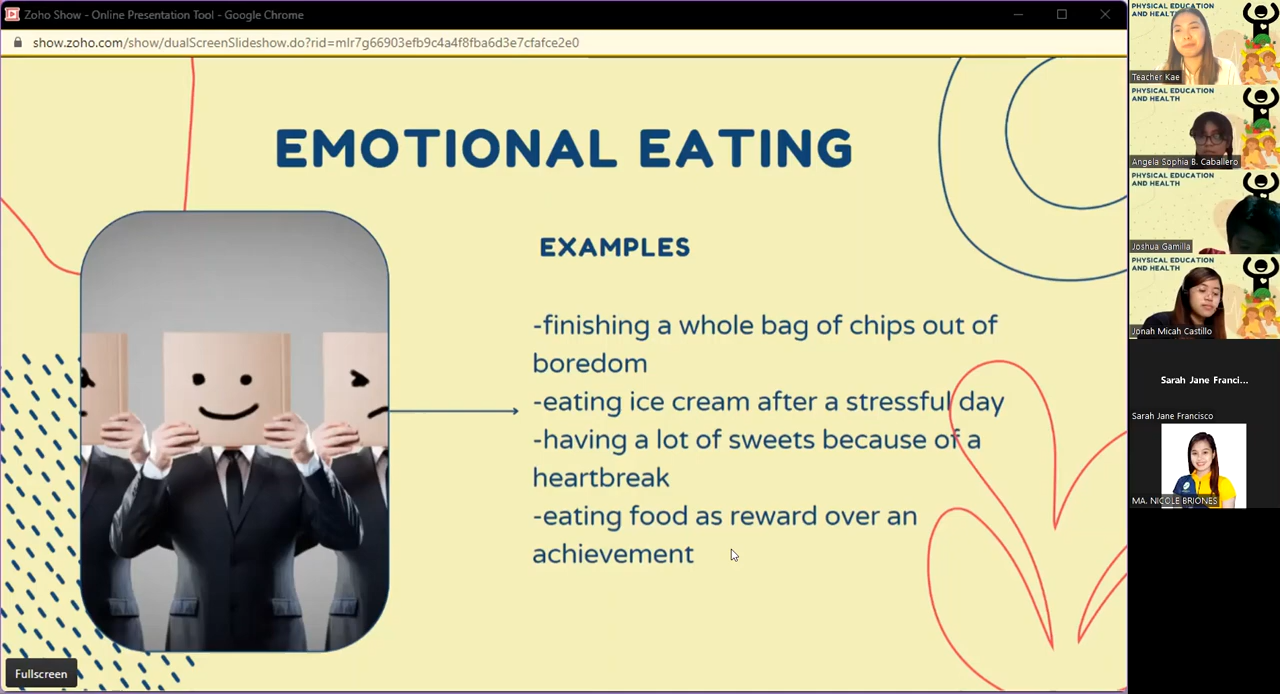 Zoho Show - Online Presentation Tool - Google Chrome
show.zoho.com/show/dualScreenSlideshow.do?rid=mlr7g66903efb9c4a4f8fba6d3e7cfafce2e0
EMOTIONAL EATING
EXAMPLES
-finishing a whole bag of chips out of
boredom
-eating ice cream after a stressful day
-having a lot of sweets because of a
heartbreak
-eating food as reward over an
achievement
Fullscreen
PHYSICAL EDUCATION
AND HEALTH
Teacher Kae
PHYSICAL EDUCATION
AND HEALTH
Angela Sophia B. Caballero
PHYSICAL EDUCATION
AND HEALTH
Joshua Gamilla
PHYSICAL EDUCATION
AND HEALTH
Jonah Micah Castillo
Sarah Jane Franci...
Sarah Jane Francisco
MA. NICOLE BRIONES